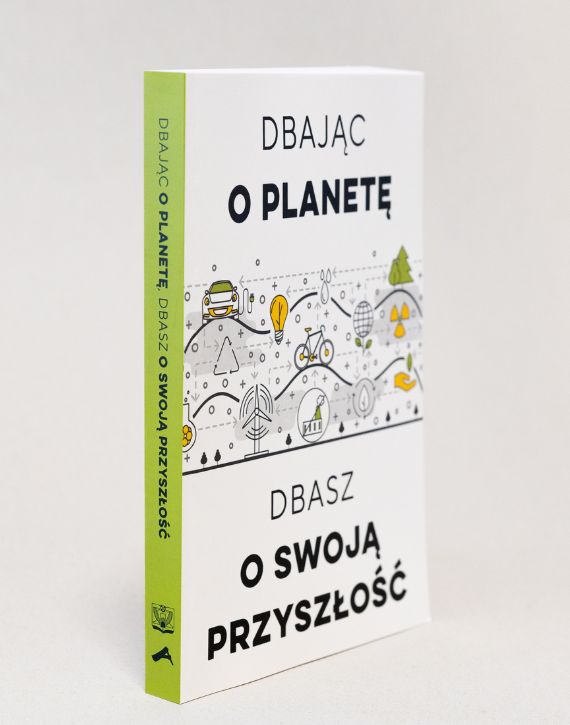 DBAJĄC
O PLANETĘ
DBASZ
O SWOJĄ
PRZYSZŁOŚĆ
DBAJĄC O PLANETĘ, DBASZ O SWOJĄ PRZYSZŁOŚĆ